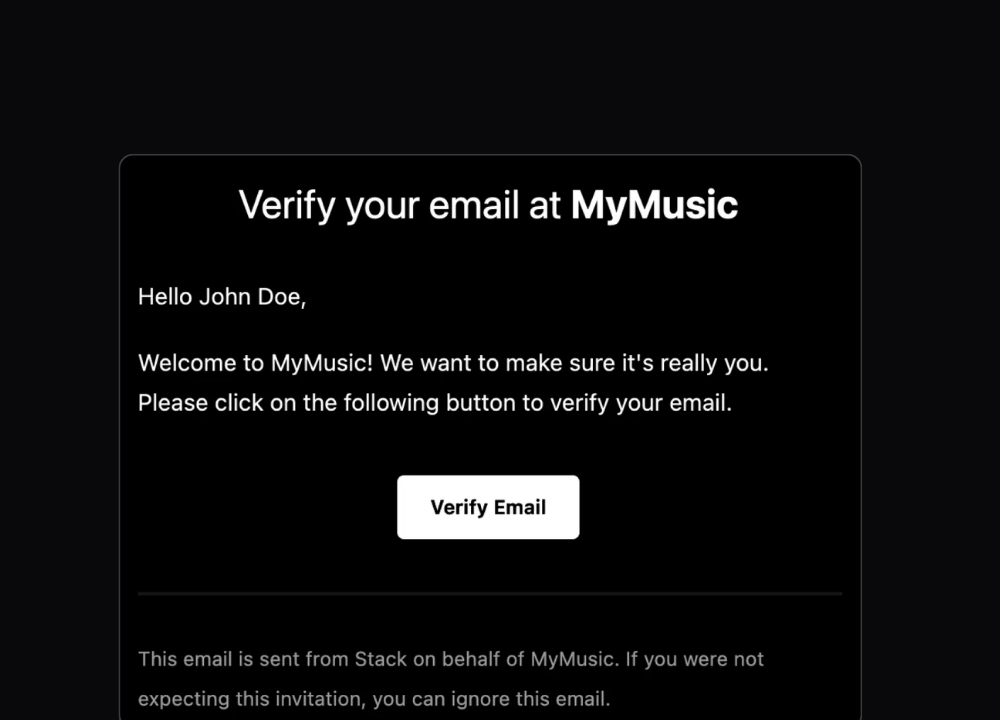 Verify your email at MyMusic
Hello John Doe,
Welcome to MyMusic! We want to make sure it's really you.
Please click on the following button to verify your email.
Verify Email
This email is sent from Stack on behalf of MyMusic. If you were not
expecting this invitation, you can ignore this email.